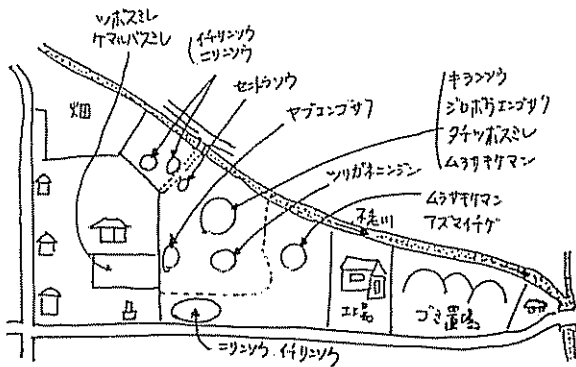 ツボスミレ
ケマルバスミレ
イチリンソウ
ニリンソウ
セントウソウ
ヤブエンゴサク
キランソウ
ジロボウエンゴサク
タチツボスミレ
ムラサキケマン
ツリガネニンジン
ムラサキケマン
アズマイチゲ
畑
不老川
工場
ゴミ置場
ニリンソウ、イチリンソウ